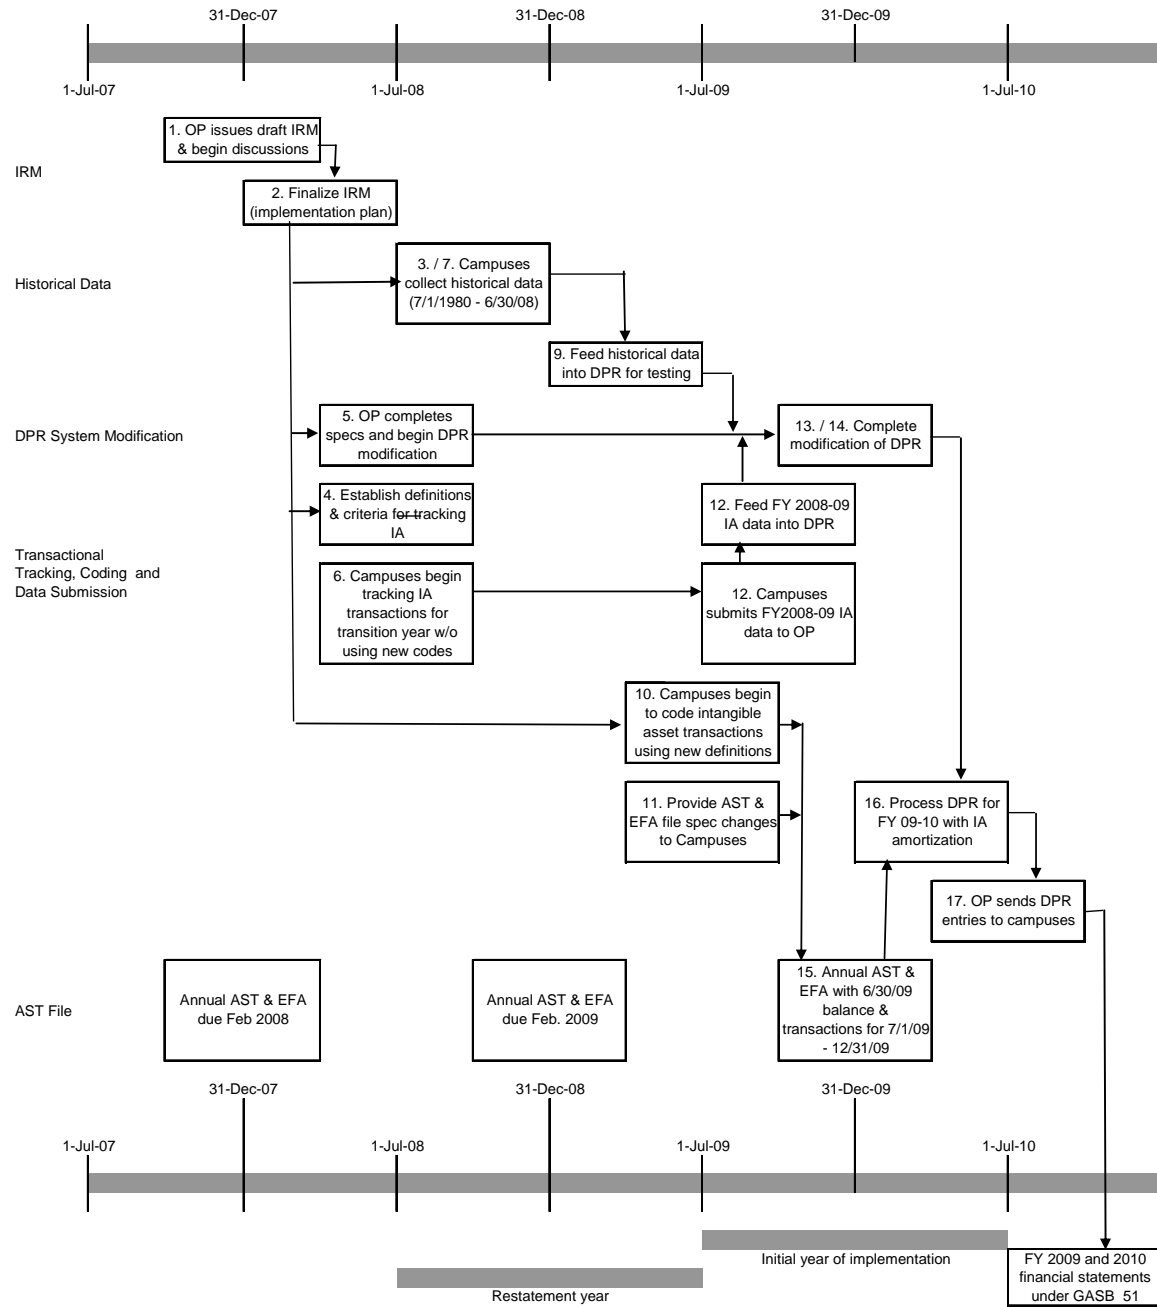 31-Dec-07
31-Dec-08
31-Dec-09
1-Jul-07
1-Jul-08
1-Jul-09
1-Jul-10
1. OP issues draft IRM
& begin discussions
IRM
2. Finalize IRM
(implementation plan)
3. / 7. Campuses
collect historical data
(7/1/1980 - 6/30/08)
Historical Data
9. Feed historical data
into DPR for testing
DPR System Modification
5. OP completes
specs and begin DPR
modification
13. / 14. Complete
modification of DPR
4. Establish definitions
& criteria for tracking
IA
12. Feed FY 2008-09
IA data into DPR
Transactional
Tracking, Coding and
Data Submission
6. Campuses begin
tracking IA
transactions for
transition year w/o
using new codes
12. Campuses
submits FY2008-09 IA
data to OP
10. Campuses begin
to code intangible
asset transactions
using new definitions
11. Provide AST &
EFA file spec changes
to Campuses
16. Process DPR for
FY 09-10 with IA
amortization
17. OP sends DPR
entries to campuses
AST File
Annual AST & EFA
due Feb 2008
Annual AST & EFA
due Feb. 2009
15. Annual AST &
EFA with 6/30/09
balance &
transactions for 7/1/09
- 12/31/09
31-Dec-07
31-Dec-08
31-Dec-09
1-Jul-07
1-Jul-08
1-Jul-09
1-Jul-10
Initial year of implementation
Restatement year
FY 2009 and 2010
financial statements
under GASB 51